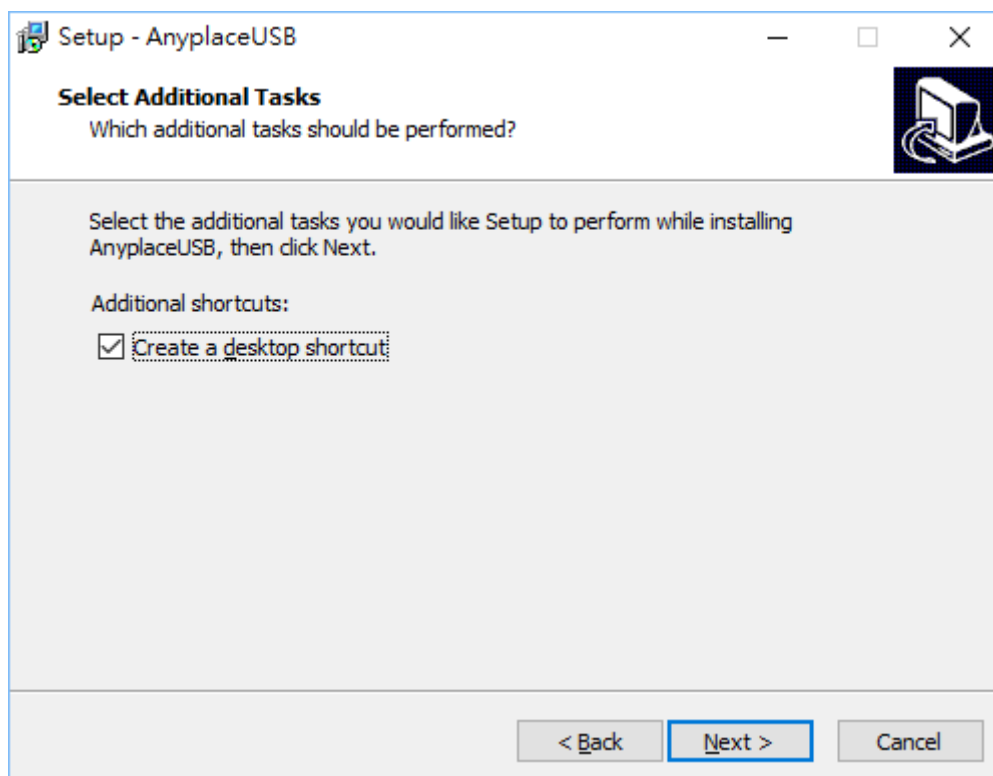 Setup - AnyplaceUSB
Select Additional Tasks
Which additional tasks should be performed?
Select the additional tasks you would like Setup to perform while installing
AnyplaceUSB, then click Next.
Additional shortcuts:
Create a desktop shortcut
< Back
Next >
Cancel